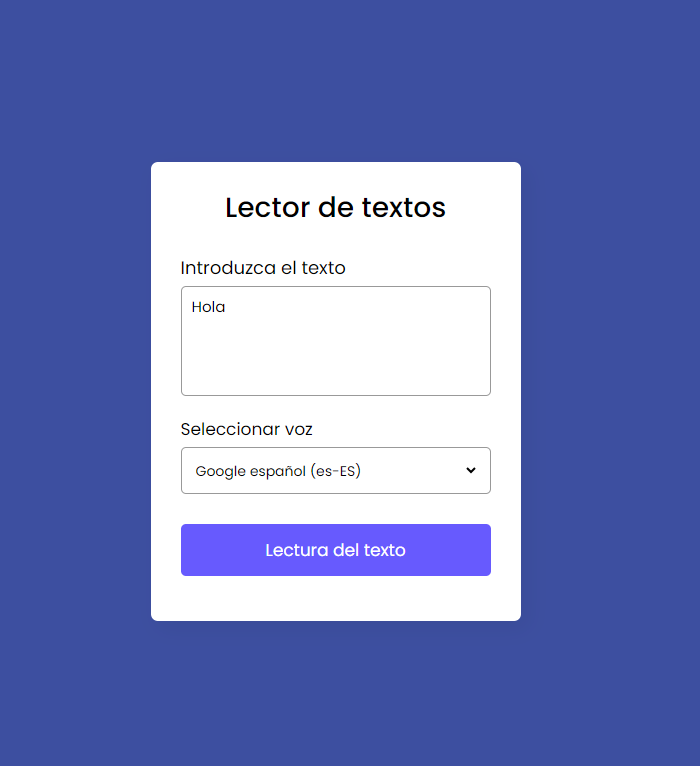 Lector de textos
Introduzca el texto
Hola
Seleccionar voz
Google español (es-ES)
Lectura del texto